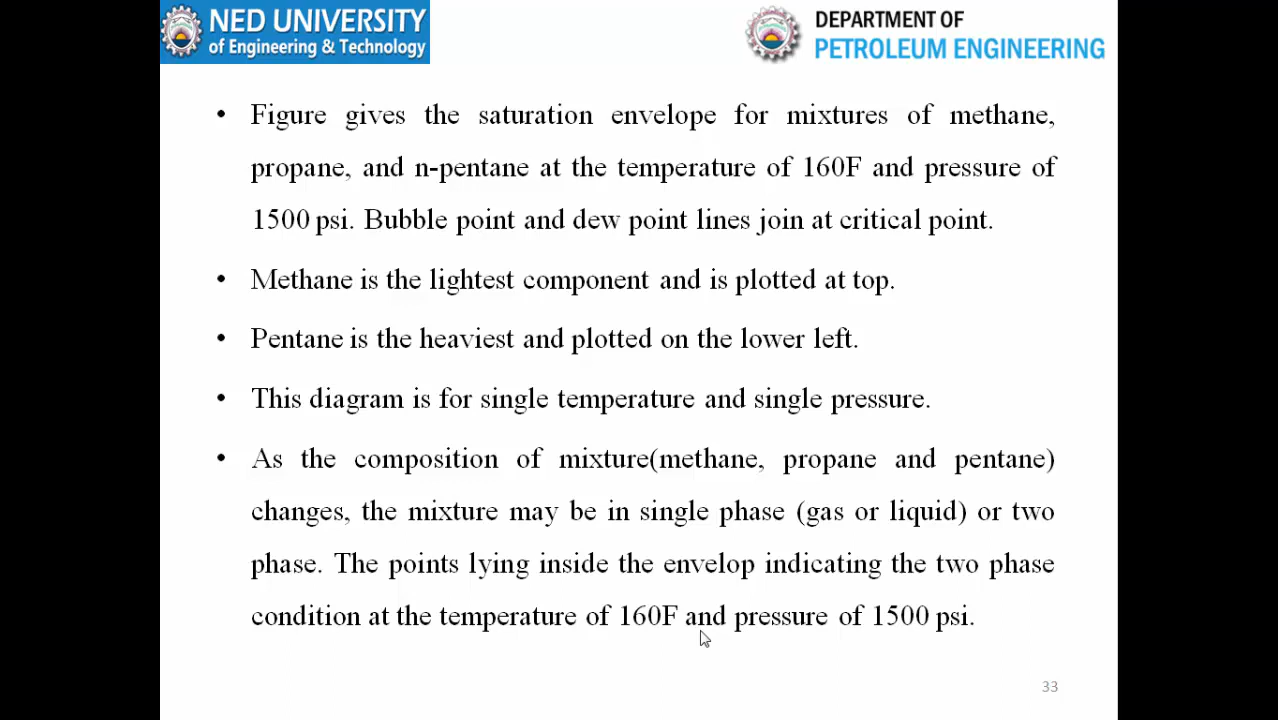 NED UNIVERSITY
of Engineering & Technology
DEPARTMENT OF
PETROLEUM ENGINEERING
• Figure gives the saturation envelope for mixtures of methane,
propane, and n-pentane at the temperature of 160F and pressure of
1500 psi. Bubble point and dew point lines join at critical point.
• Methane is the lightest component and is plotted at top.
• Pentane is the heaviest and plotted on the lower left.
• This diagram is for single temperature and single pressure.
• As the composition of mixture(methane, propane and pentane)
changes, the mixture may be in single phase (gas or liquid) or two
phase. The points lying inside the envelop indicating the two phase
condition at the temperature of 160F and pressure of 1500 psi.
33